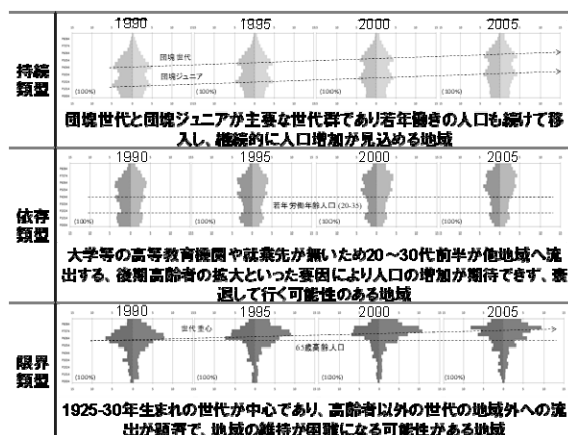 1990 1995 2000 2005
持続
類型
団塊世代
団塊ジュニア
(100%) (100%) (100%) (100%)
団塊世代と団塊ジュニアが主要な世代群であり若年働きの人口も続けて移
入し、継続的に人口増加が見込める地域
1990 1995 2000 2005
依存
類型
若年労働年齢人口(20-35)
(100%) (100%) (100%) (100%)
大学等の高等教育機関や就業先が無いため20～30代前半が他地域へ流
出する、後期高齢者の拡大といった要因により人口の増加が期待できず、衰
退して行く可能性のある地域
1990 1995 2000 2005
限界
類型
世代重心
65歳高齢人口
(100%) (100%) (100%) (100%)
1925-30年生まれの世代が中心であり、高齢者以外の世代の地域外への流
出が顕著で、地域の維持が困難になる可能性がある地域